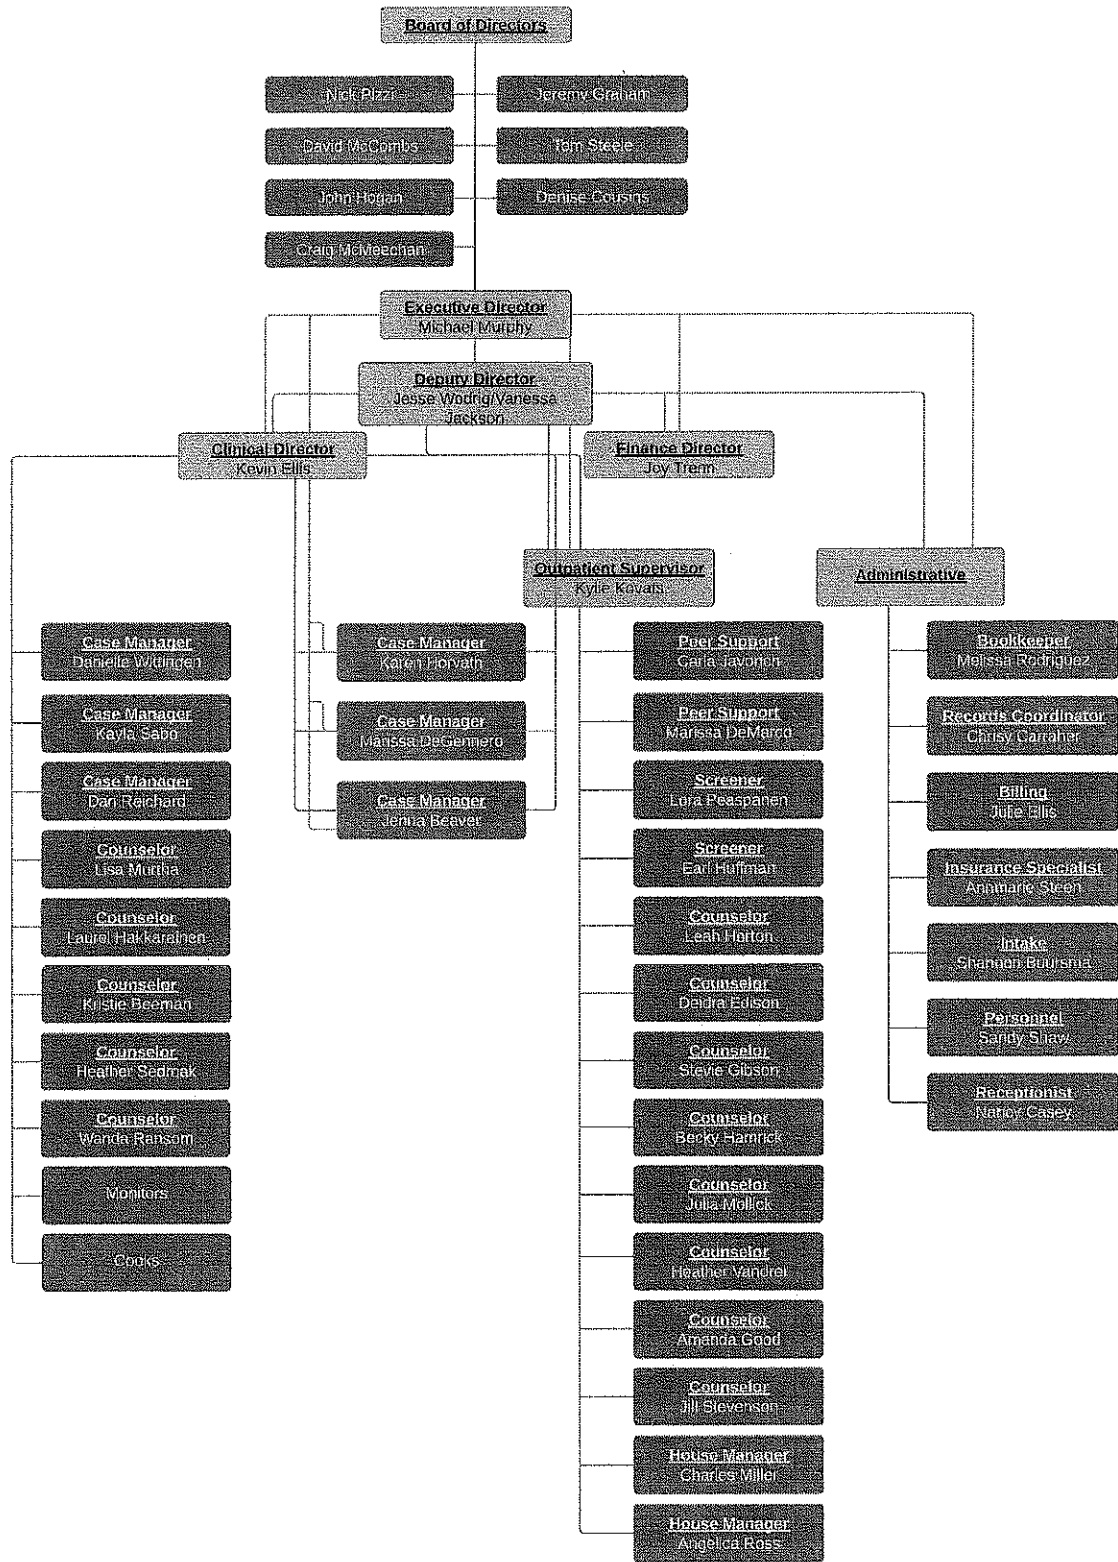 Board of Directors
Nick Pizzi
Jeremy Graham
David McCombs
Tom Steele
John Hogan
Denise Cousins
Craig McMeechan
Executive Director
Michael Murphy
Deputy Director
Jesse Wodrig/Vanessa
Jackson
Clinical Director
Kevin Ellis
Finance Director
Joy Trenn
Outpatient Supervisor
Kylie Kovars
Administrative
Case Manager
Danielle Wittingen
Case Manager
Kayla Sabo
Case Manager
Dan Reichard
Counselor
Lisa Murtha
Counselor
Laurel Hakkarainen
Counselor
Kristie Beeman
Counselor
Heather Sedmak
Counselor
Wanda Ransom
Monitors
Cooks
Case Manager
Karen Horvath
Case Manager
Marissa DeGennero
Case Manager
Jenna Beaver
Peer Support
Carla Javorich
Peer Support
Marissa DeMarco
Screener
Lora Peaspanen
Screener
Earl Huffman
Counselor
Leah Horton
Counselor
Deidra Edison
Counselor
Stevie Gibson
Counselor
Becky Hamrick
Counselor
Julia Mollick
Counselor
Heather Vandrel
Counselor
Amanda Good
Counselor
Jill Stevenson
House Manager
Charles Miller
House Manager
Angelica Ross
Bookkeeper
Melissa Rodriguez
Records Coordinator
Chrisy Carraher
Billing
Julie Ellis
Insurance Specialist
Annmarie Steen
Intake
Shannon Buursma
Personnel
Sandy Shaw
Receptionist
Nancy Casey